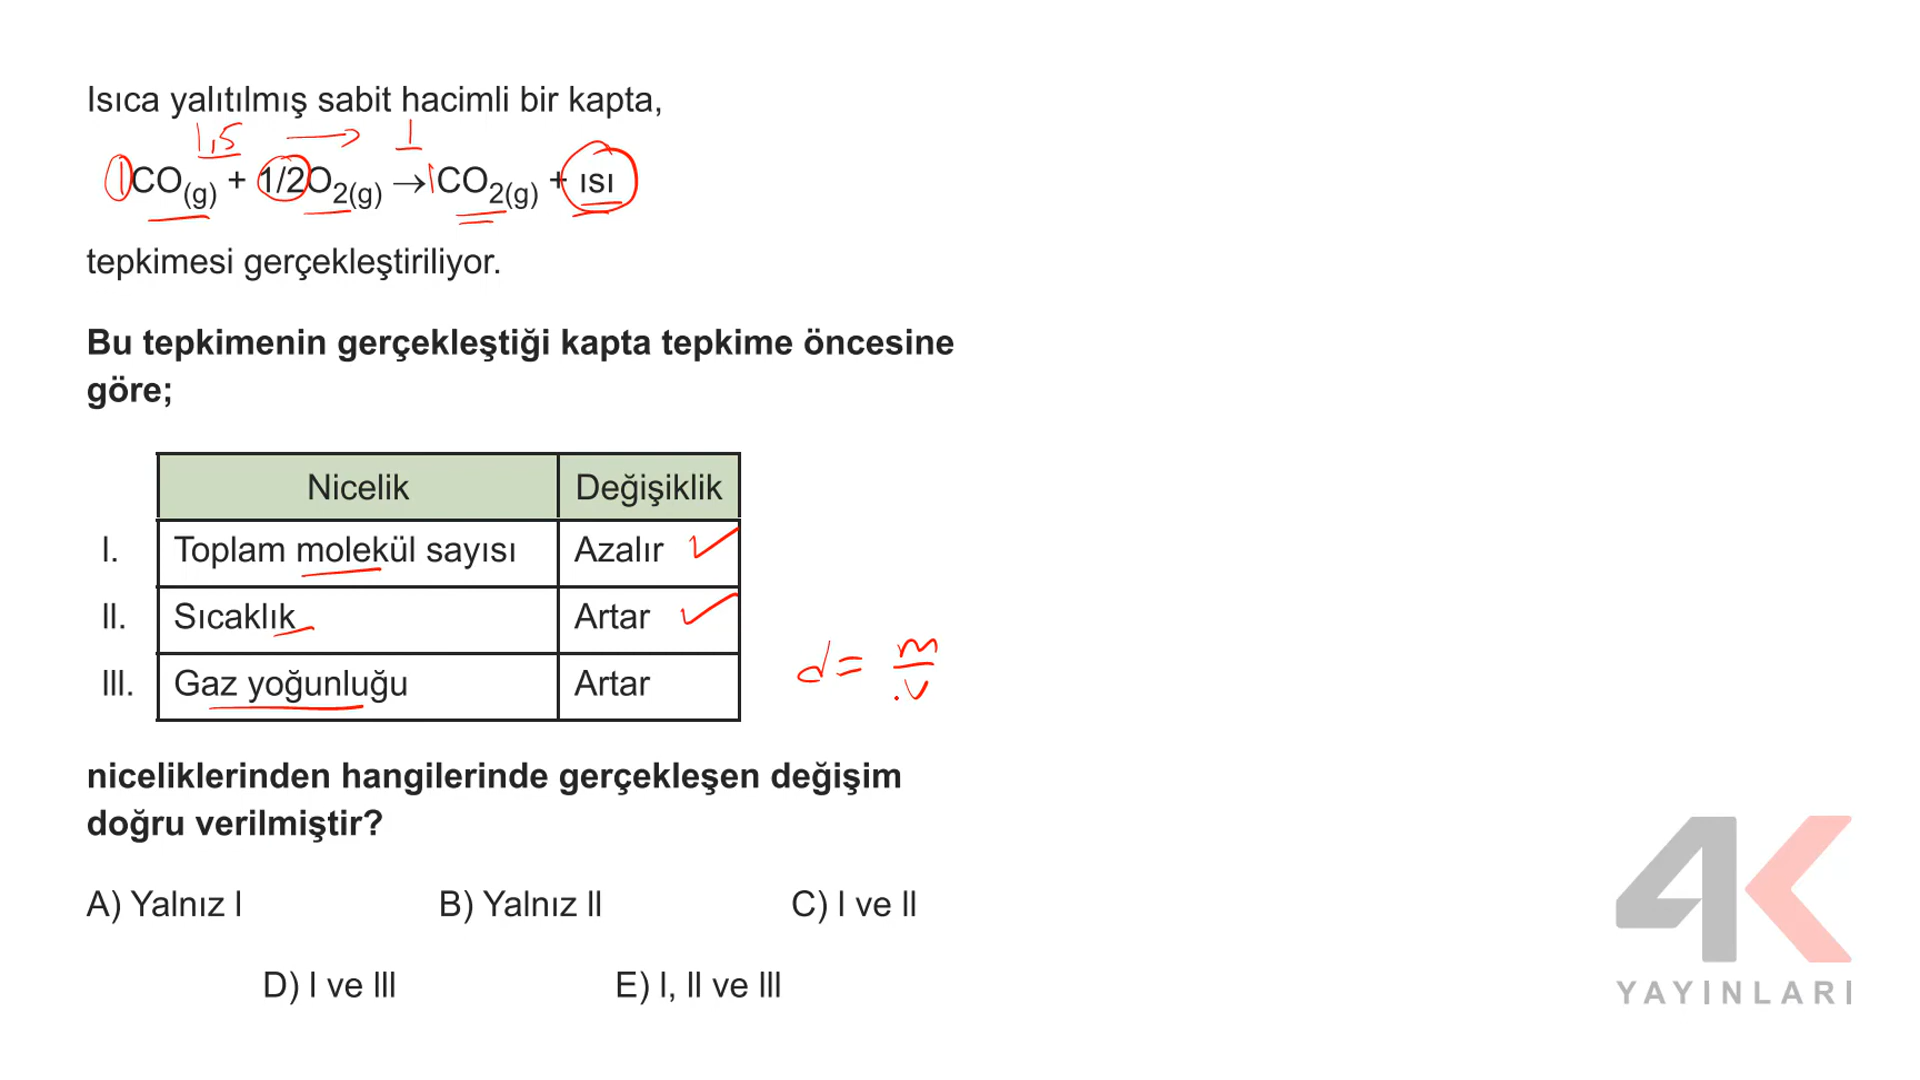 Isıca yalıtılmış sabit hacimli bir kapta,
1,5 → 1
1CO(g) + 1/2O2(g) → 1CO2(g) + ısı
tepkimesi gerçekleştiriliyor.
Bu tepkimenin gerçekleştiği kapta tepkime öncesine
göre;
Nicelik Değişiklik
I. Toplam molekül sayısı Azalır ✓
II. Sıcaklık Artar ✓
III. Gaz yoğunluğu Artar
d = m/v
niceliklerinden hangilerinde gerçekleşen değişim
doğru verilmiştir?
A) Yalnız I B) Yalnız II C) I ve II
D) I ve III E) I, II ve III
4K
YAYINLARI